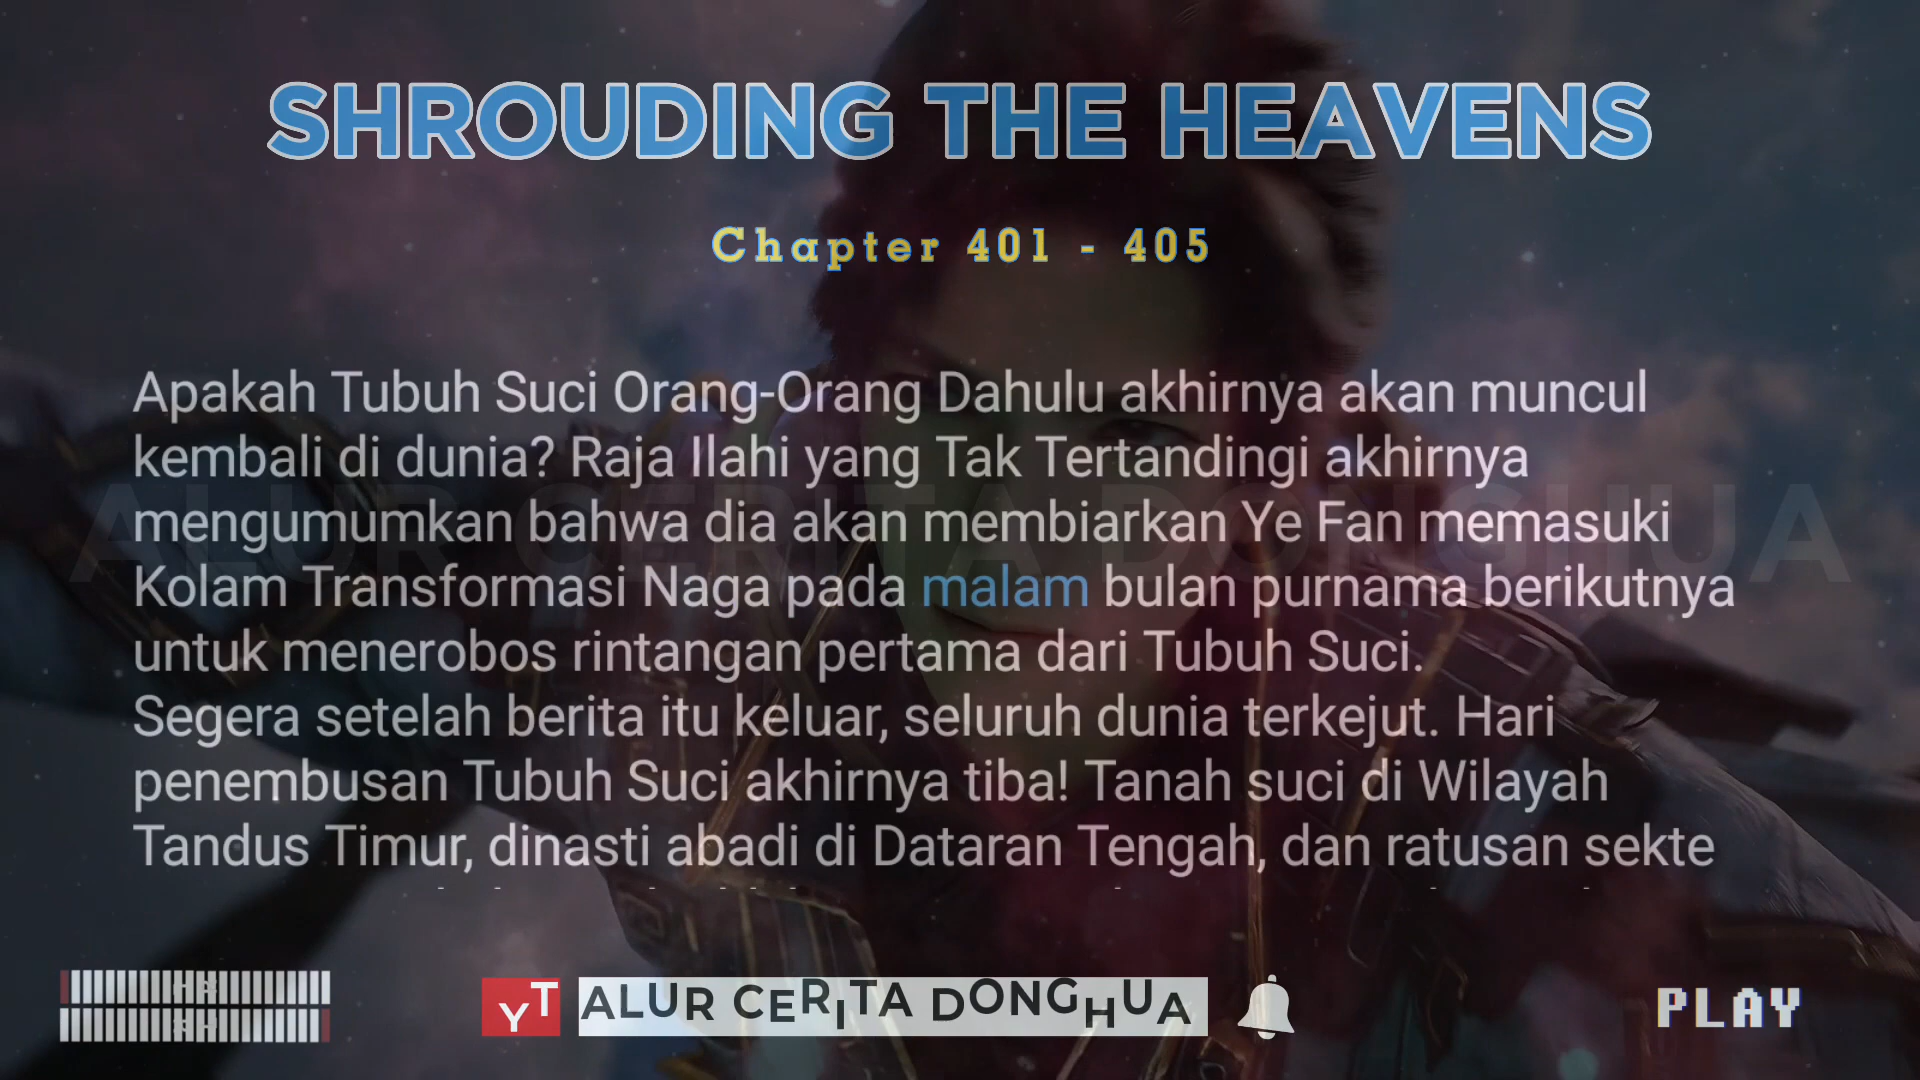 SHROUDING THE HEAVENS
Chapter 401 - 405
Apakah Tubuh Suci Orang-Orang Dahulu akhirnya akan muncul
kembali di dunia? Raja Ilahi yang Tak Tertandingi akhirnya
mengumumkan bahwa dia akan membiarkan Ye Fan memasuki
Kolam Transformasi Naga pada malam bulan purnama berikutnya
untuk menerobos rintangan pertama dari Tubuh Suci.
Segera setelah berita itu keluar, seluruh dunia terkejut. Hari
penembusan Tubuh Suci akhirnya tiba! Tanah suci di Wilayah
Tandus Timur, dinasti abadi di Dataran Tengah, dan ratusan sekte
ALUR CERITA DONGHUA
YT ALUR CERITA DONGHUA
PLAY